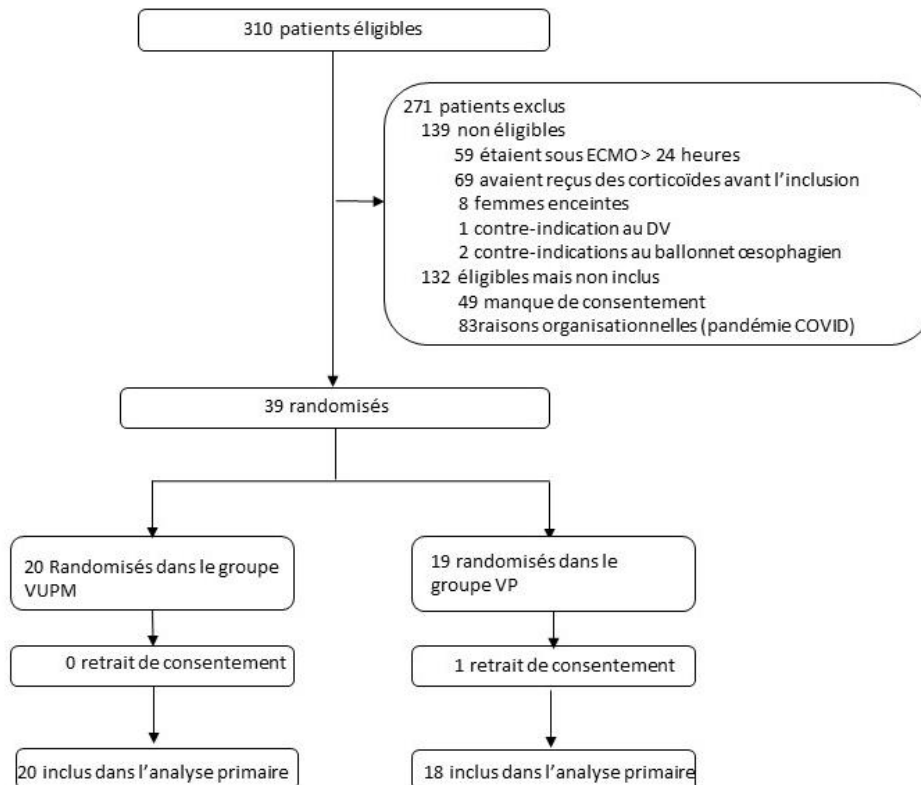 310 patients éligibles
271 patients exclus
139 non éligibles
59 étaient sous ECMO > 24 heures
69 avaient reçus des corticoïdes avant l'inclusion
8 femmes enceintes
1 contre-indication au DV
2 contre-indications au ballonnet œsophagien
132 éligibles mais non inclus
49 manque de consentement
83raisons organisationnelles (pandémie COVID)
39 randomisés
20 Randomisés dans le groupe
VUPM
19 randomisés dans le
groupe VP
0 retrait de consentement
1 retrait de consentement
20 inclus dans l'analyse primaire
18 inclus dans l'analyse primaire